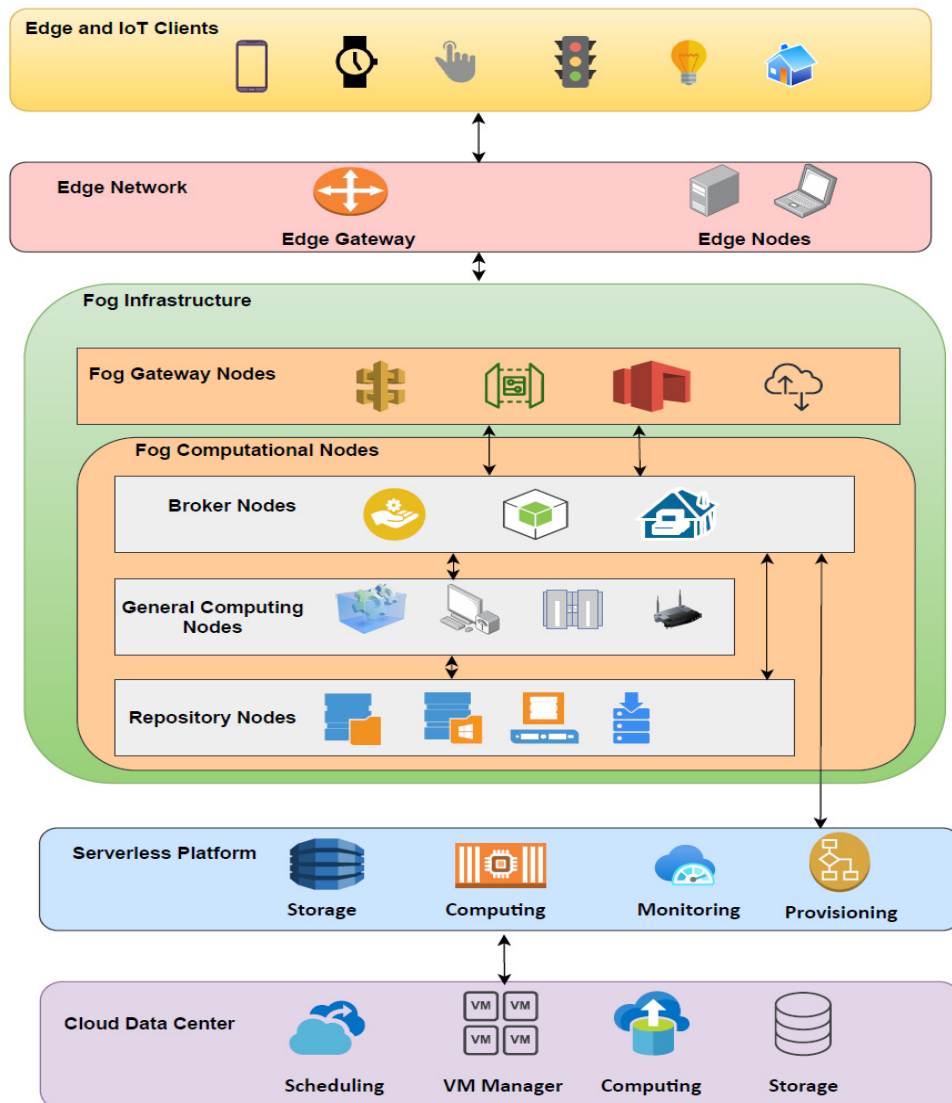 Edge and IoT Clients
Edge Network
Edge Gateway
Edge Nodes
Fog Infrastructure
Fog Gateway Nodes
Fog Computational Nodes
Broker Nodes
General Computing
Nodes
Repository Nodes
Serverless Platform
Storage
Computing
Monitoring
Provisioning
Cloud Data Center
VM
VM
VM
VM
Scheduling
VM Manager
Computing
Storage